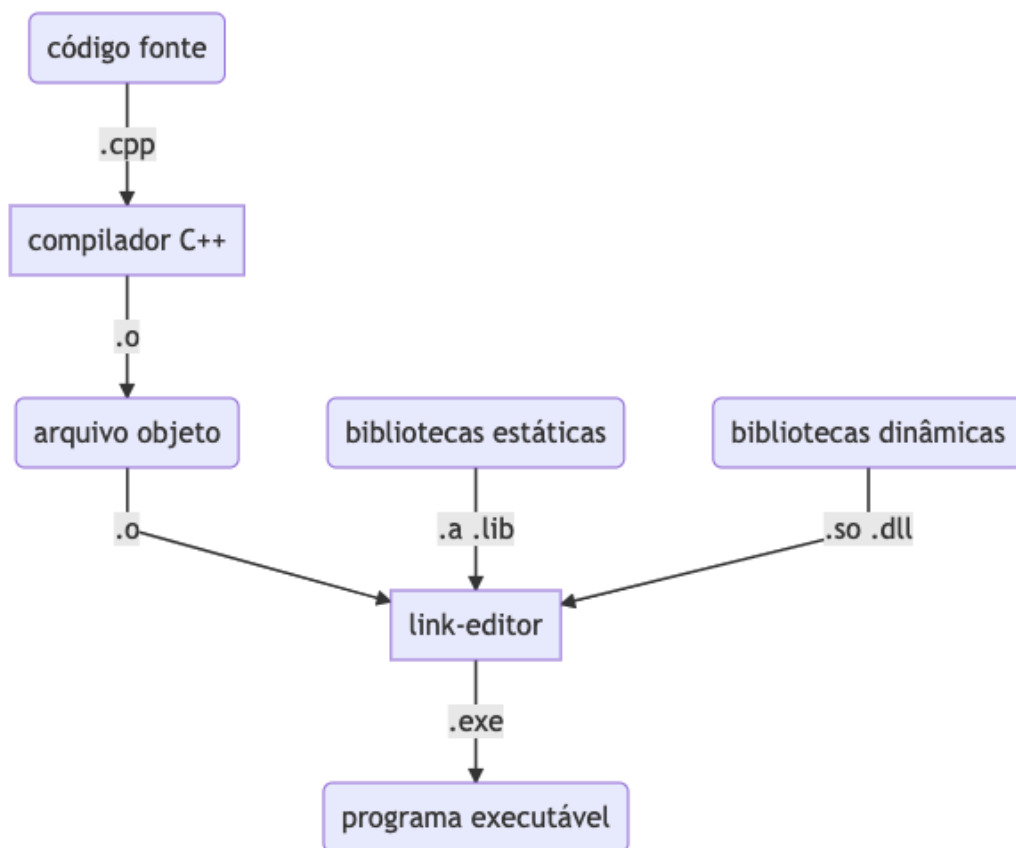 código fonte
.cpp
compilador C++
.o
arquivo objeto
bibliotecas estáticas
bibliotecas dinâmicas
.o
.a .lib
.so .dll
link-editor
.exe
programa executável